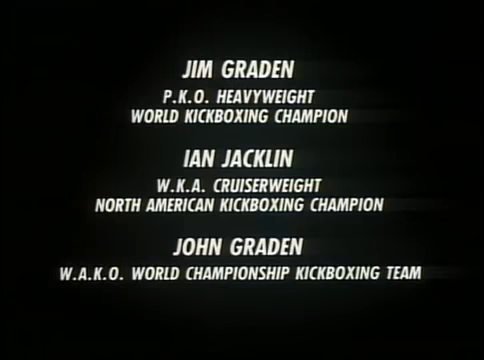 JIM GRADEN
P.K.O. HEAVYWEIGHT
WORLD KICKBOXING CHAMPION
IAN JACKLIN
W.K.A. CRUISERWEIGHT
NORTH AMERICAN KICKBOXING CHAMPION
JOHN GRADEN
W.A.K.O. WORLD CHAMPIONSHIP KICKBOXING TEAM